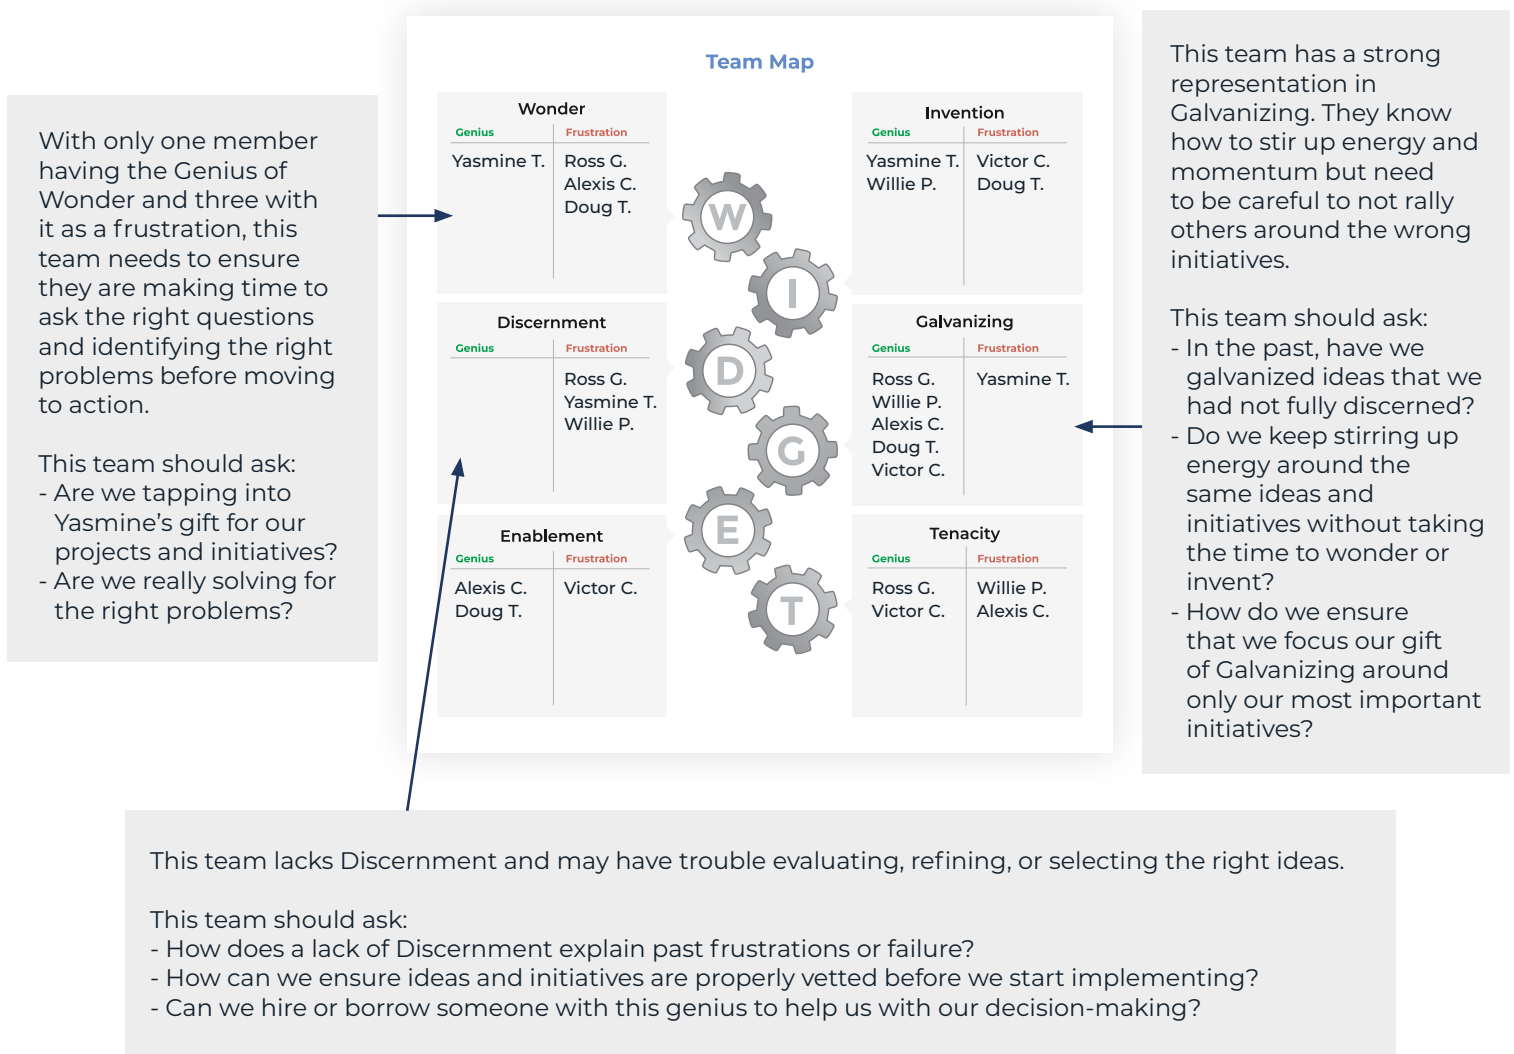 With only one member
having the Genius of
Wonder and three with
it as a frustration, this
team needs to ensure
they are making time to
ask the right questions
and identifying the right
problems before moving
to action.
This team should ask:
- Are we tapping into
Yasmine's gift for our
projects and initiatives?
- Are we really solving for
the right problems?
Team Map
Wonder
Genius Frustration
Yasmine T. Ross G.
Alexis C.
Doug T.
W
Invention
Genius Frustration
Yasmine T. Victor C.
Willie P. Doug T.
I
Discernment
Genius Frustration
Ross G.
Yasmine T.
Willie P.
D
Galvanizing
Genius Frustration
Ross G. Yasmine T.
Willie P.
Alexis C.
Doug T.
Victor C.
G
Enablement
Genius Frustration
Alexis C. Victor C.
Doug T.
E
Tenacity
Genius Frustration
Ross G. Willie P.
Victor C. Alexis C.
T
This team has a strong
representation in
Galvanizing. They know
how to stir up energy and
momentum but need
to be careful to not rally
others around the wrong
initiatives.
This team should ask:
- In the past, have we
galvanized ideas that we
had not fully discerned?
- Do we keep stirring up
energy around the
same ideas and
initiatives without taking
the time to wonder or
invent?
- How do we ensure
that we focus our gift
of Galvanizing around
only our most important
initiatives?
This team lacks Discernment and may have trouble evaluating, refining, or selecting the right ideas.
This team should ask:
- How does a lack of Discernment explain past frustrations or failure?
- How can we ensure ideas and initiatives are properly vetted before we start implementing?
- Can we hire or borrow someone with this genius to help us with our decision-making?